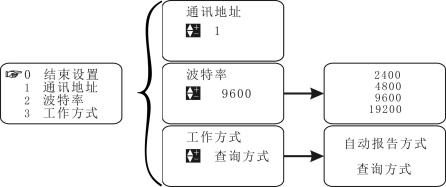 0 结束设置
1 通讯地址
2 波特率
3 工作方式
通讯地址
1
波特率
9600
工作方式
查询方式
2400
4800
9600
19200
自动报告方式
查询方式